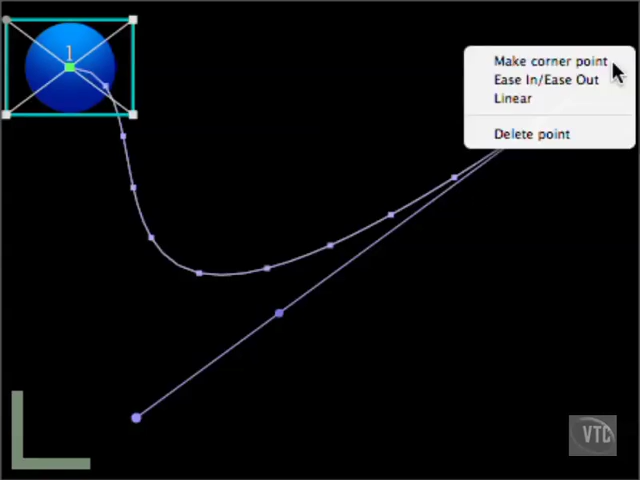 1
Make corner point
Ease In/Ease Out
Linear
Delete point
VTC